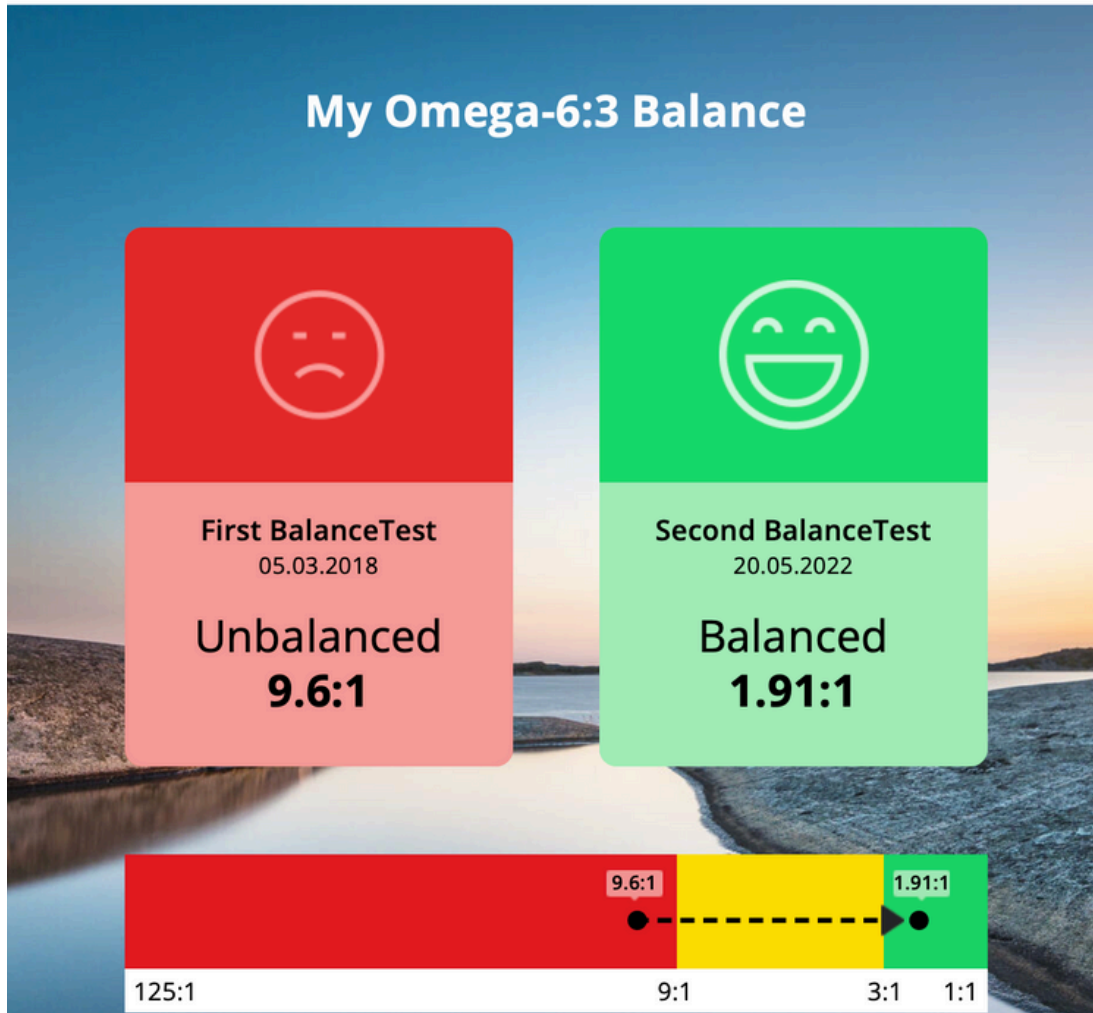 My Omega-6:3 Balance
First BalanceTest
05.03.2018
Unbalanced
9.6:1
Second BalanceTest
20.05.2022
Balanced
1.91:1
9.6:1
1.91:1
125:1
9:1
3:1
1:1